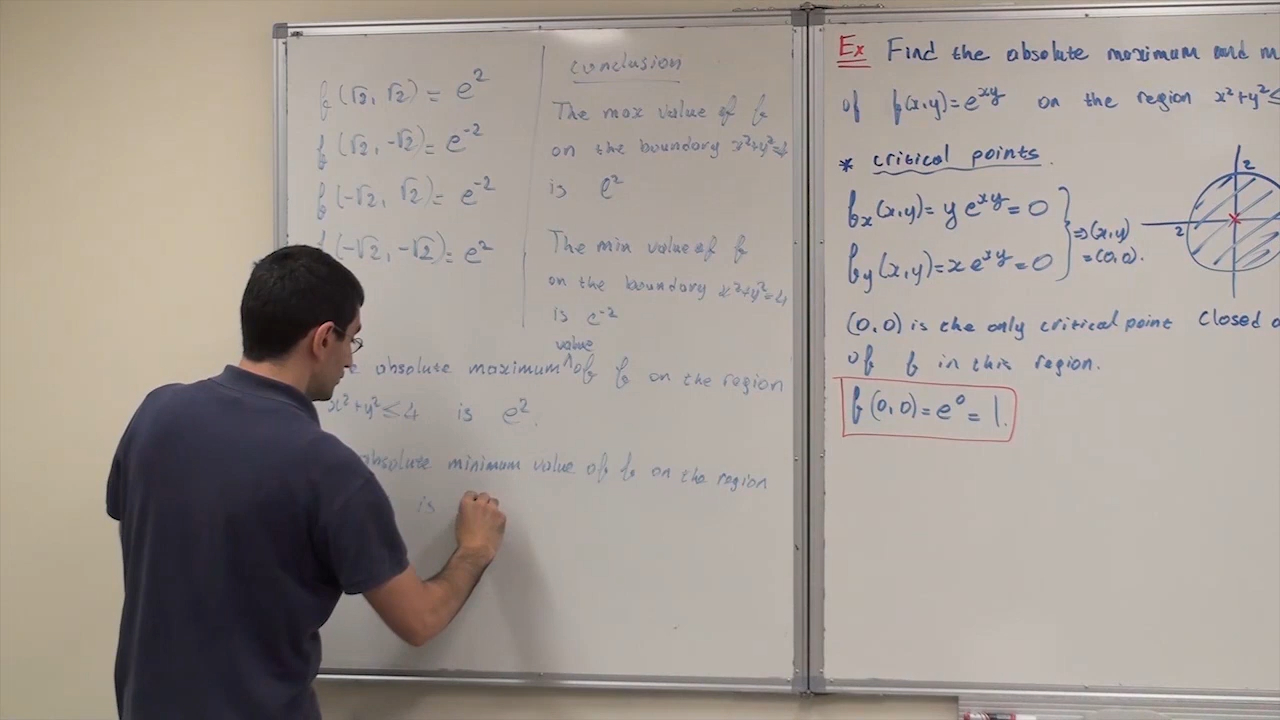 f(√2, √2) = e²
f(√2, -√2) = e⁻²
f(-√2, √2) = e⁻²
f(-√2, -√2) = e²
Conclusion
The max value of f
on the boundary x²+y²=4
is e²
The min value of f
on the boundary x²+y²=4
is e⁻²
value
absolute maximum ^ of f on the region
x²+y² ≤ 4 is e².
absolute minimum value of f on the region
is
Ex Find the absolute maximum and m
of f(x,y) = e^xy on the region x²+y² ≤
* critical points.
f_x(x,y) = y e^xy = 0
f_y(x,y) = x e^xy = 0
⇒ (x,y)
= (0,0).
2
2
(0,0) is the only critical point closed
of f in this region.
f(0,0) = e⁰ = 1.